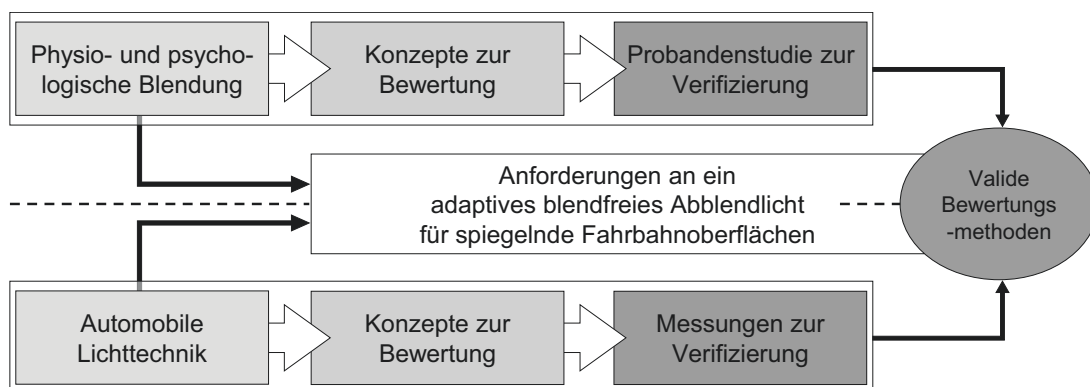 Physio- und psycho-
logische Blendung
Konzepte zur
Bewertung
Probandenstudie zur
Verifizierung
Anforderungen an ein
adaptives blendfreies Abblendlicht
für spiegelnde Fahrbahnoberflächen
Valide
Bewertungs
-methoden
Automobile
Lichttechnik
Konzepte zur
Bewertung
Messungen zur
Verifizierung